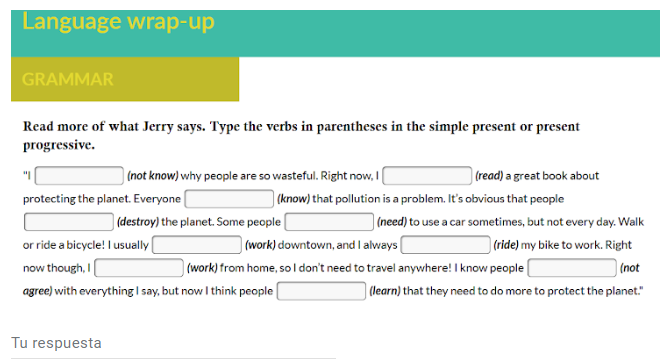 Language wrap-up
GRAMMAR
Read more of what Jerry says. Type the verbs in parentheses in the simple present or present
progressive.
"I (not know) why people are so wasteful. Right now, I (read) a great book about
protecting the planet. Everyone (know) that pollution is a problem. It's obvious that people
(destroy) the planet. Some people (need) to use a car sometimes, but not every day. Walk
or ride a bicycle! I usually (work) downtown, and I always (ride) my bike to work. Right
now though, I (work) from home, so I don't need to travel anywhere! I know people (not
agree) with everything I say, but now I think people (learn) that they need to do more to protect the planet."
Tu respuesta